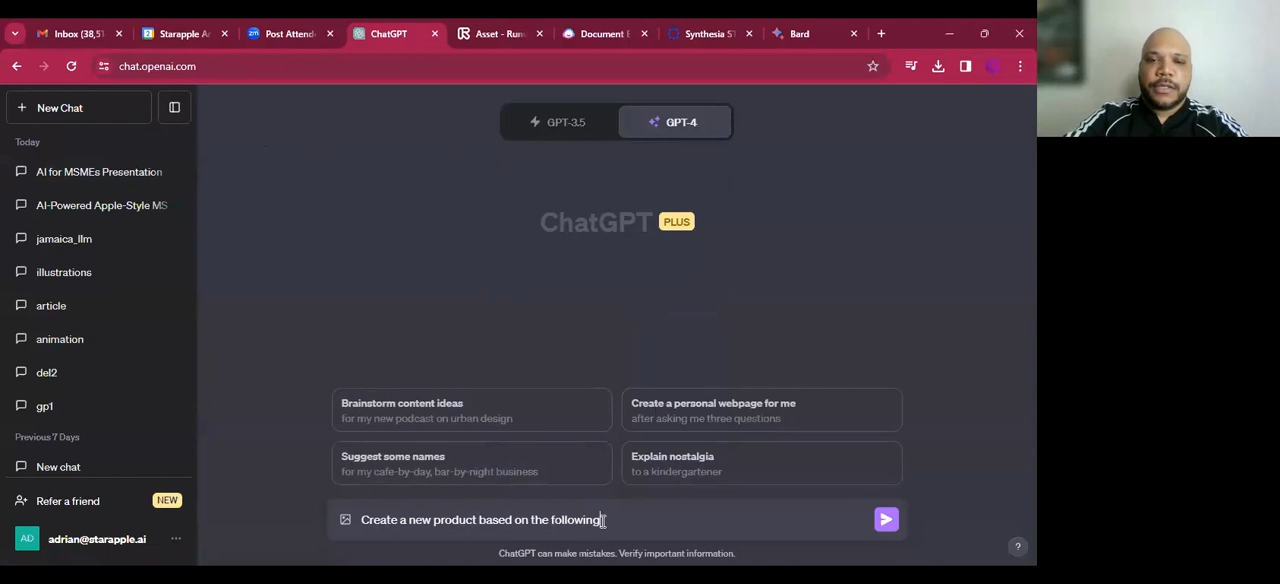 Inbox (38,5
Starapple Ar
Post Attend
ChatGPT
Asset - Run
Document E
Synthesia ST
Bard
chat.openai.com
New Chat
GPT-3.5
GPT-4
Today
AI for MSMEs Presentation
AI-Powered Apple-Style MS
jamaica_llm
illustrations
article
animation
del2
gp1
Previous 7 Days
New chat
Refer a friend
NEW
AD
adrian@starapple.ai
ChatGPT PLUS
Brainstorm content ideas
for my new podcast on urban design
Create a personal webpage for me
after asking me three questions
Suggest some names
for my cafe-by-day, bar-by-night business
Explain nostalgia
to a kindergartener
Create a new product based on the following
ChatGPT can make mistakes. Verify important information.
?